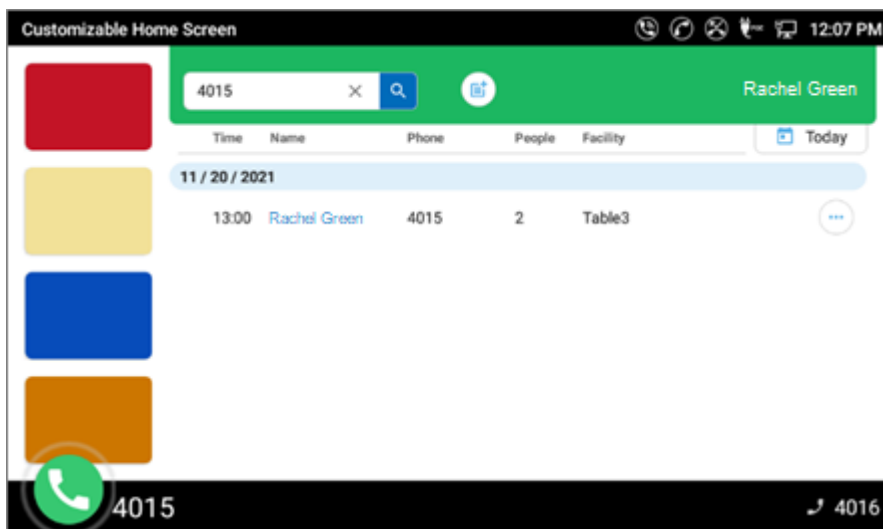 Customizable Home Screen 12:07 PM
4015 Rachel Green
Time Name Phone People Facility Today
11 / 20 / 2021
13:00 Rachel Green 4015 2 Table3
4015 4016